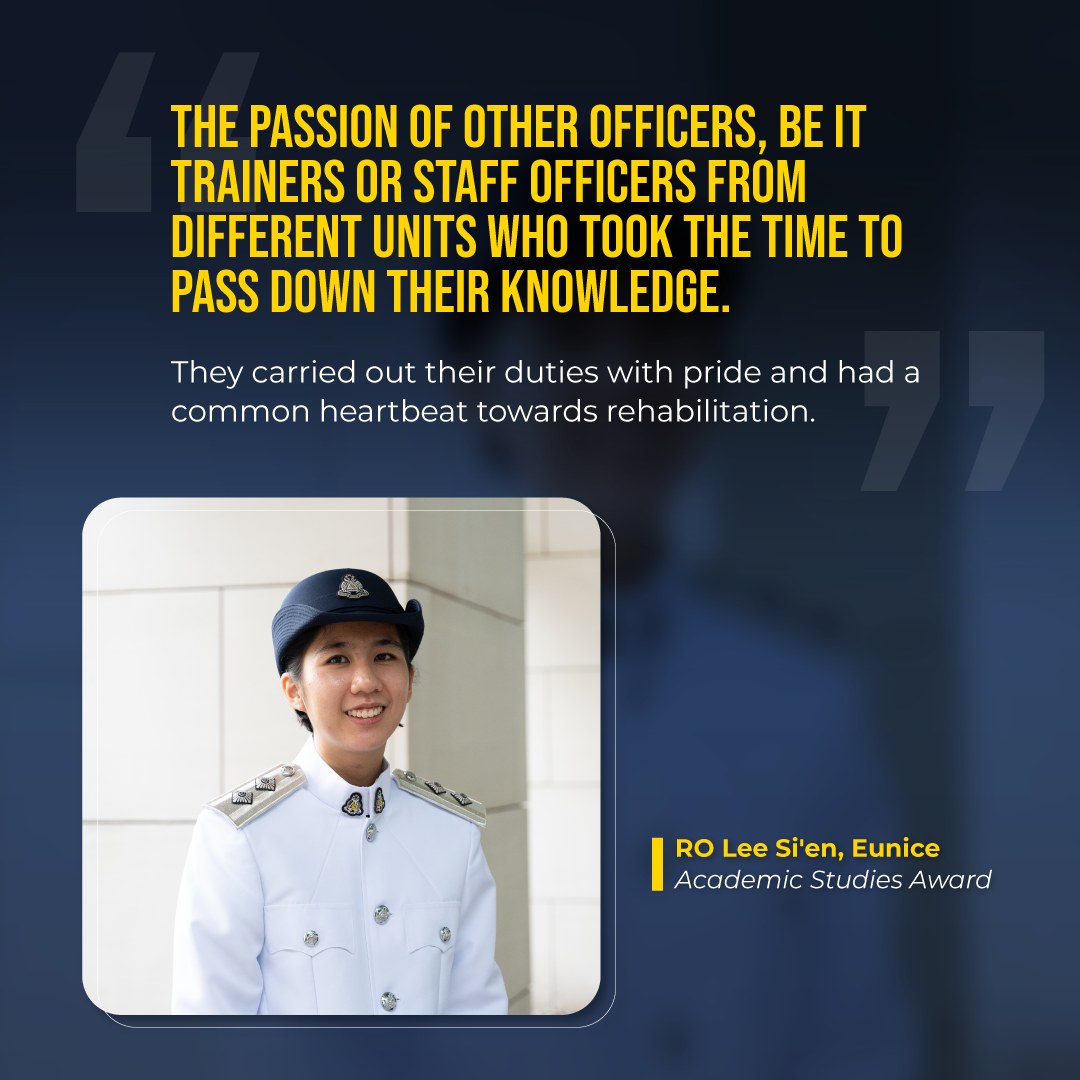 THE PASSION OF OTHER OFFICERS, BE IT
TRAINERS OR STAFF OFFICERS FROM
DIFFERENT UNITS WHO TOOK THE TIME TO
PASS DOWN THEIR KNOWLEDGE.
They carried out their duties with pride and had a
common heartbeat towards rehabilitation.
RO Lee Si'en, Eunice
Academic Studies Award